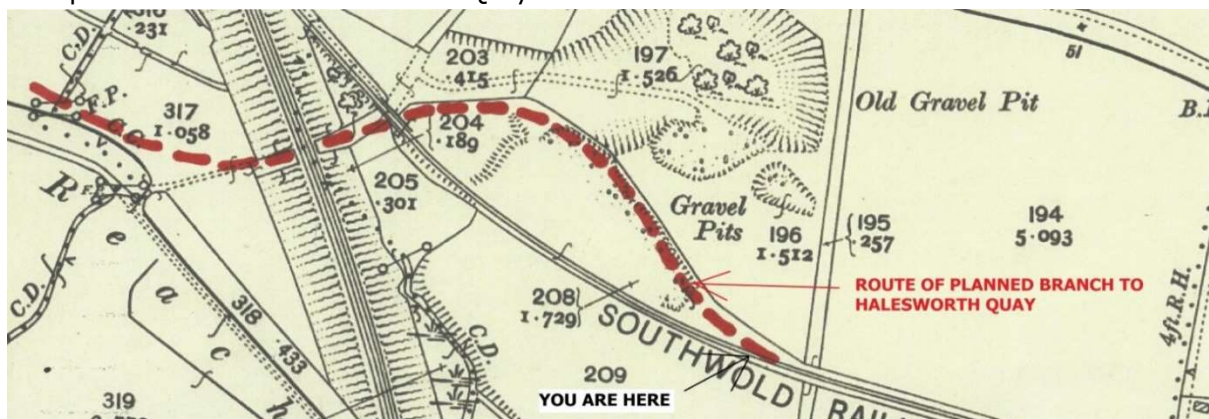 C.D.
.231
F.P.
C.C.
317
1.058
203
.415
197
1.526
51
204
.189
Old Gravel Pit
205
.301
Gravel
Pits
196
1.512
195
.257
194
5.093
R
e
a
c
h
F.
C.D.
318
.433
319
208
1.729
SOUTHWOLD
209
C.D.
4ft.R.H.
ROUTE OF PLANNED BRANCH TO
HALESWORTH QUAY
YOU ARE HERE